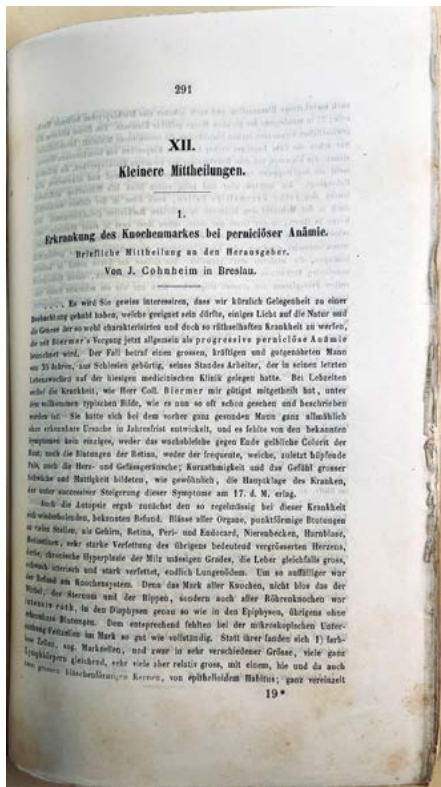 291
XII.
Kleinere Mittheilungen.
1.
Erkrankung des Knochenmarkes bei perniciöser Anämie.
Briefliche Mittheilung an den Herausgeber.
Von J. Cohnheim in Breslau.
. . . . Es wird Sie gewiss interessiren, dass wir kürzlich Gelegenheit zu einer
Beobachtung gehabt haben, welche geeignet sein dürfte, einiges Licht auf die Natur und
die Genese der so wohl charakterisirten und doch so räthselhaften Krankheit zu werfen,
die seit Biermer's Vorgang jetzt allgemein als progressive perniciöse Anämie
bezeichnet wird. Der Fall betraf einen grossen, kräftigen und gutgenährten Mann
von 35 Jahren, aus Schlesien gebürtig, seines Standes Arbeiter, der in seinen letzten
Lebenswochen auf der hiesigen medicinischen Klinik gelegen hatte. Bei Lebzeiten
verlief die Krankheit, wie Herr Coll. Biermer mir gütigst mitgetheilt hat, unter
dem vollkommen typischen Bilde, wie es nun so oft schon gesehen und beschrieben
worden ist. Sie hatte sich bei dem vorher ganz gesunden Mann ganz allmählich
ohne erkennbare Ursache in Jahresfrist entwickelt, und es fehlte von den bekannten
Symptomen kein einziges, weder das wachsbleiche gegen Ende gelbliche Colorit der
Haut, noch die Blutungen der Retina, weder der frequente, weiche, zuletzt hüpfende
Puls, noch die Herz- und Gefässgeräusche; Kurzathmigkeit und das Gefühl grosser
Schwäche und Mattigkeit bildeten, wie gewöhnlich, die Hauptklage des Kranken,
der unter successiver Steigerung dieser Symptome am 17. d. M. erlag.
Auch die Autopsie ergab zunächst den so regelmässig bei dieser Krankheit
sich wiederholenden, bekannten Befund. Blässe aller Organe, punktförmige Blutungen
an vielen Stellen, als Gehirn, Retina, Peri- und Endocard, Nierenbecken, Harnblase,
sehr starke Verfettung des übrigens bedeutend vergrösserten Herzens,
derbe, chronische Hyperplasie der Milz mässigen Grades, die Leber gleichfalls gross,
schwach icterisch und stark verfettet, endlich Lungenödem. Um so auffälliger war
der Befund am Knochensystem. Denn das Mark aller Knochen, nicht blos das der
Wirbel, des Sternum und der Rippen, sondern auch aller Röhrenknochen war
intensiv roth, in den Diaphysen genau so wie in den Epiphysen, übrigens ohne
erkennbare Blutungen. Dem entsprechend fehlten bei der mikroskopischen Unter-
suchung Fettzellen im Mark so gut wie vollständig. Statt ihrer fanden sich 1) farb-
lose Zellen, sog. Markzellen, und zwar in sehr verschiedener Grösse, viele ganz
Lymphkörpern gleichend, sehr viele aber relativ gross, mit einem, hie und da auch
grossen bläschenförmigen Kernen, von epithelioidem Habitus; ganz vereinzelt
19*